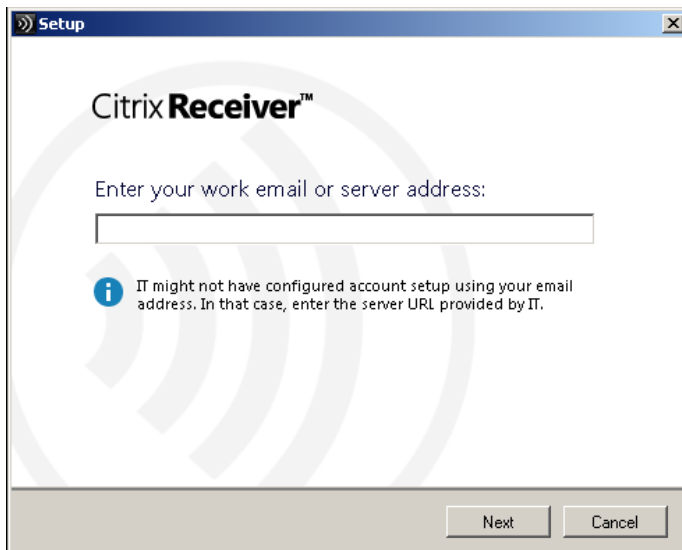 Setup
Citrix Receiver™
Enter your work email or server address:
IT might not have configured account setup using your email
address. In that case, enter the server URL provided by IT.
Next Cancel